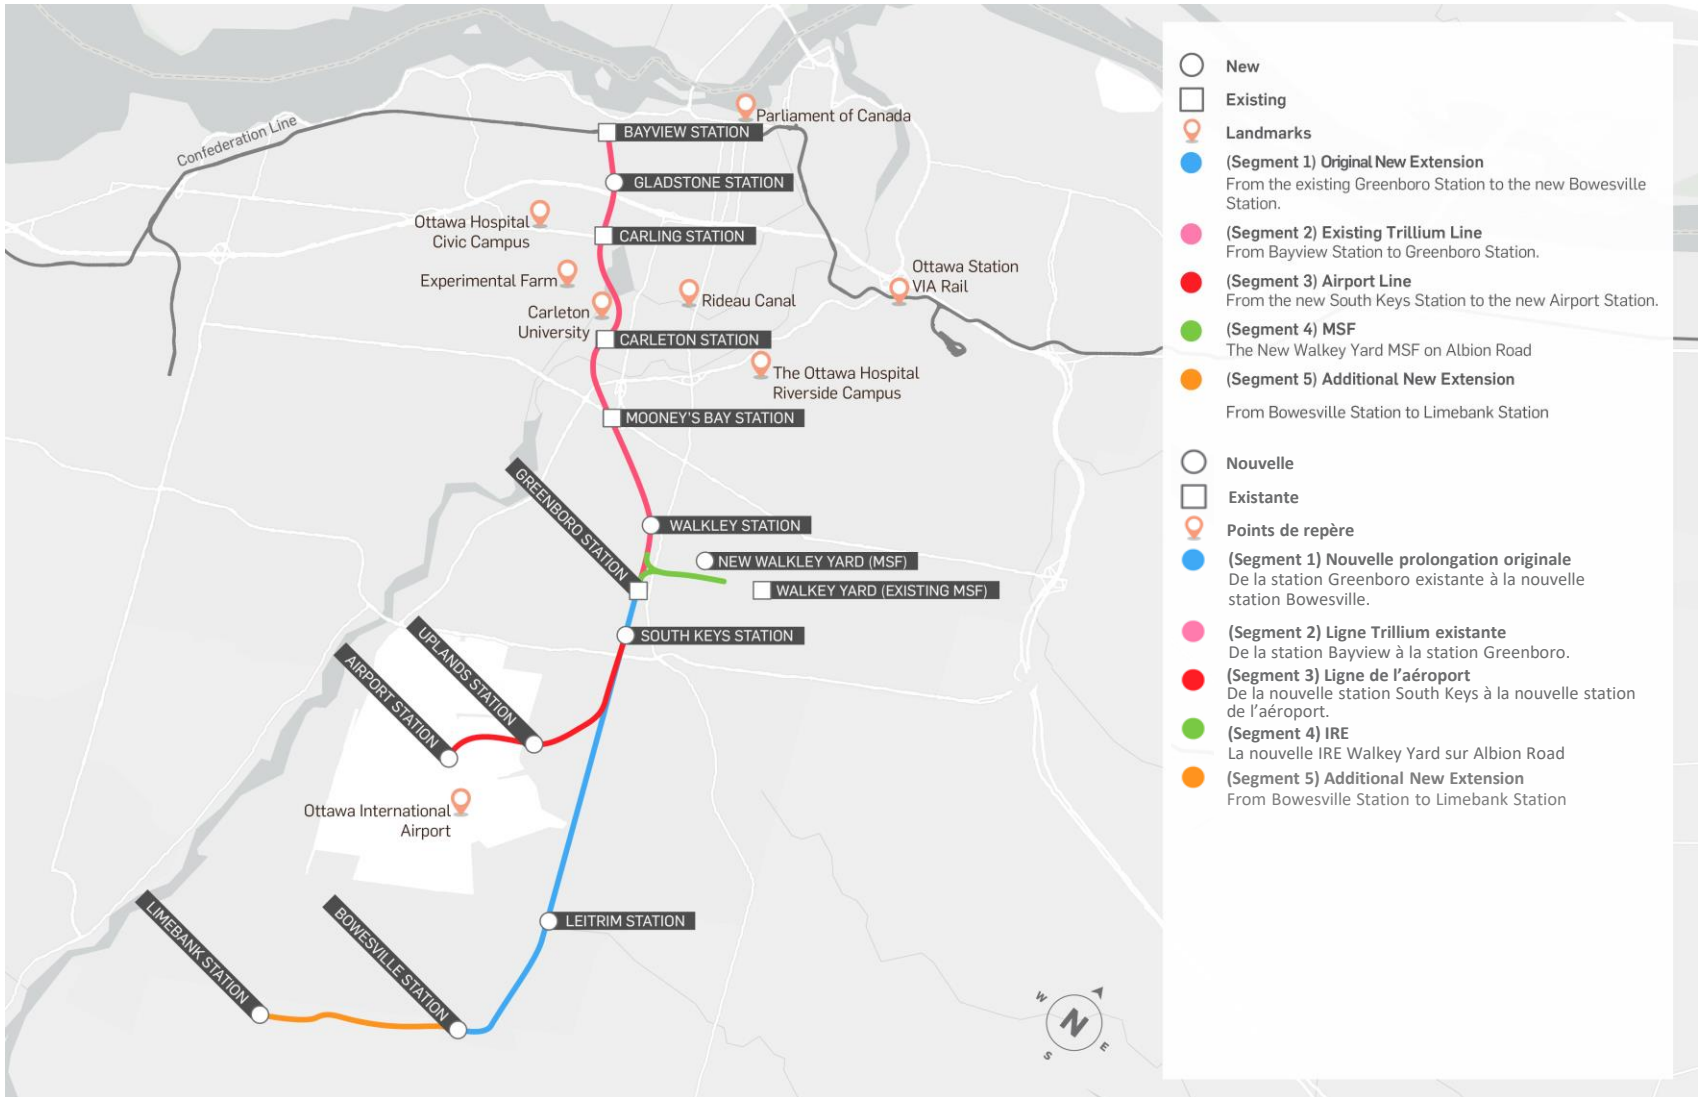 Confederation Line
Parliament of Canada
BAYVIEW STATION
GLADSTONE STATION
Ottawa Hospital
Civic Campus
CARLING STATION
Experimental Farm
Ottawa Station
VIA Rail
Rideau Canal
Carleton
University
CARLETON STATION
The Ottawa Hospital
Riverside Campus
MOONEY'S BAY STATION
GREENBORO STATION
WALKLEY STATION
NEW WALKLEY YARD (MSF)
WALKEY YARD (EXISTING MSF)
SOUTH KEYS STATION
UPLANDS STATION
AIRPORT STATION
Ottawa International
Airport
LIMEBANK STATION
BOWESVILLE STATION
LEITRIM STATION
W
N
S
E
New
Existing
Landmarks
(Segment 1) Original New Extension
From the existing Greenboro Station to the new Bowesville
Station.
(Segment 2) Existing Trillium Line
From Bayview Station to Greenboro Station.
(Segment 3) Airport Line
From the new South Keys Station to the new Airport Station.
(Segment 4) MSF
The New Walkey Yard MSF on Albion Road
(Segment 5) Additional New Extension
From Bowesville Station to Limebank Station
Nouvelle
Existante
Points de repère
(Segment 1) Nouvelle prolongation originale
De la station Greenboro existante à la nouvelle
station Bowesville.
(Segment 2) Ligne Trillium existante
De la station Bayview à la station Greenboro.
(Segment 3) Ligne de l'aéroport
De la nouvelle station South Keys à la nouvelle station
de l'aéroport.
(Segment 4) IRE
La nouvelle IRE Walkey Yard sur Albion Road
(Segment 5) Additional New Extension
From Bowesville Station to Limebank Station